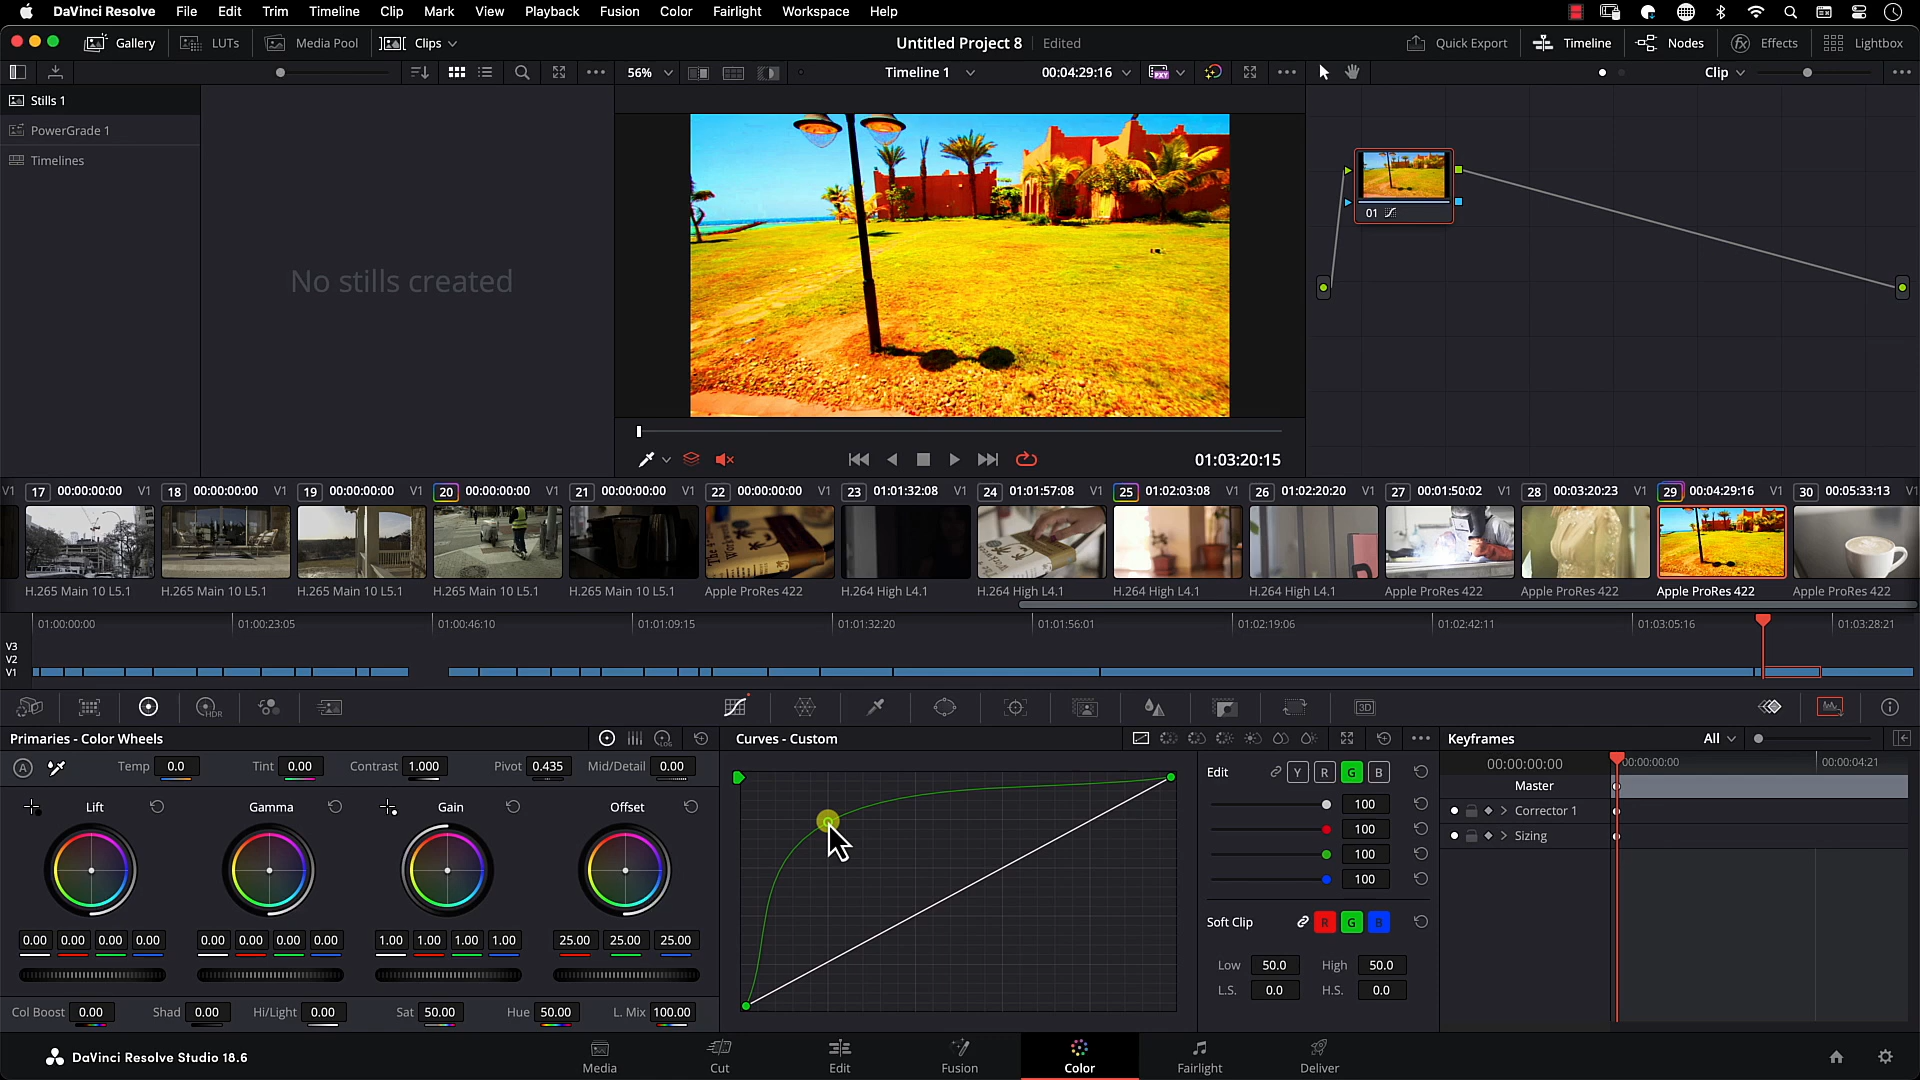 DaVinci Resolve File Edit Trim Timeline Clip Mark View Playback Fusion Color Fairlight Workspace Help
Gallery LUTs Media Pool Clips Untitled Project 8 Edited Quick Export Timeline Nodes Effects Lightbox
56% Timeline 1 00:04:29:16 PXY Clip
Stills 1
PowerGrade 1
Timelines
No stills created
01
01:03:20:15
V1 17 00:00:00:00 V1 18 00:00:00:00 V1 19 00:00:00:00 V1 20 00:00:00:00 V1 21 00:00:00:00 V1 22 00:00:00:00 V1 23 01:01:32:08 V1 24 01:01:57:08 V1 25 01:02:03:08 V1 26 01:02:20:20 V1 27 00:01:50:02 V1 28 00:03:20:23 V1 29 00:04:29:16 V1 30 00:05:33:13 V1
H.265 Main 10 L5.1 H.265 Main 10 L5.1 H.265 Main 10 L5.1 H.265 Main 10 L5.1 H.265 Main 10 L5.1 Apple ProRes 422 H.264 High L4.1 H.264 High L4.1 H.264 High L4.1 H.264 High L4.1 Apple ProRes 422 Apple ProRes 422 Apple ProRes 422 Apple ProRes 422
01:00:00:00 01:00:23:05 01:00:46:10 01:01:09:15 01:01:32:20 01:01:56:01 01:02:19:06 01:02:42:11 01:03:05:16 01:03:28:21
V3
V2
V1
HDR 3D
Primaries - Color Wheels LOG Curves - Custom Keyframes All
A Temp 0.0 Tint 0.00 Contrast 1.000 Pivot 0.435 Mid/Detail 0.00 Edit Y R G B 00:00:00:00 00:00:00:00 00:00:04:21
Master
Lift Gamma Gain Offset 100 Corrector 1
100 Sizing
100
100
Soft Clip R G B
0.00 0.00 0.00 0.00 0.00 0.00 0.00 0.00 1.00 1.00 1.00 1.00 25.00 25.00 25.00
Low 50.0 High 50.0
L.S. 0.0 H.S. 0.0
Col Boost 0.00 Shad 0.00 Hi/Light 0.00 Sat 50.00 Hue 50.00 L. Mix 100.00
DaVinci Resolve Studio 18.6 Media Cut Edit Fusion Color Fairlight Deliver